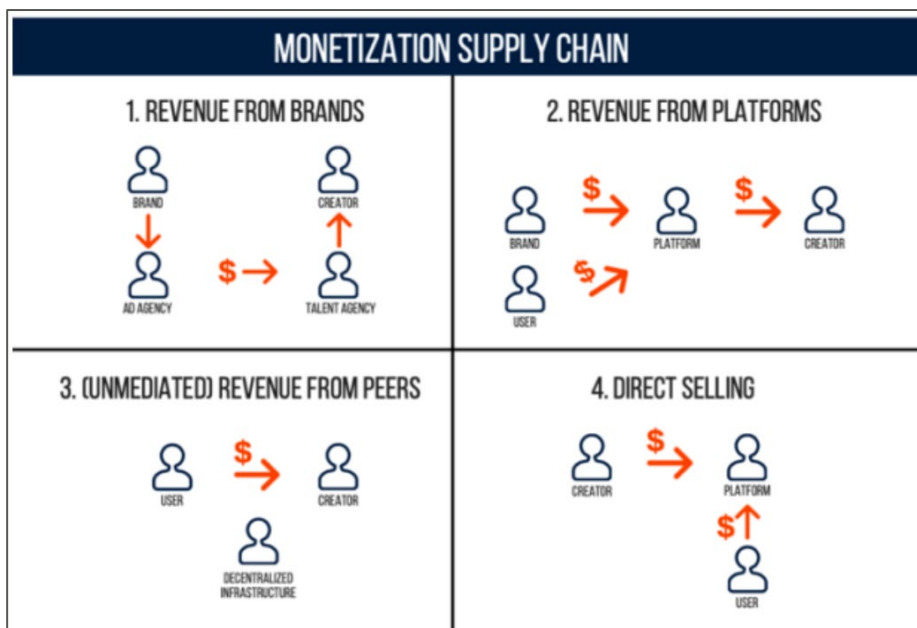 MONETIZATION SUPPLY CHAIN
1. REVENUE FROM BRANDS
BRAND
CREATOR
$
AD AGENCY
TALENT AGENCY
2. REVENUE FROM PLATFORMS
$
$
BRAND
PLATFORM
CREATOR
$
USER
3. (UNMEDIATED) REVENUE FROM PEERS
$
USER
CREATOR
DECENTRALIZED
INFRASTRUCTURE
4. DIRECT SELLING
$
CREATOR
PLATFORM
$
USER